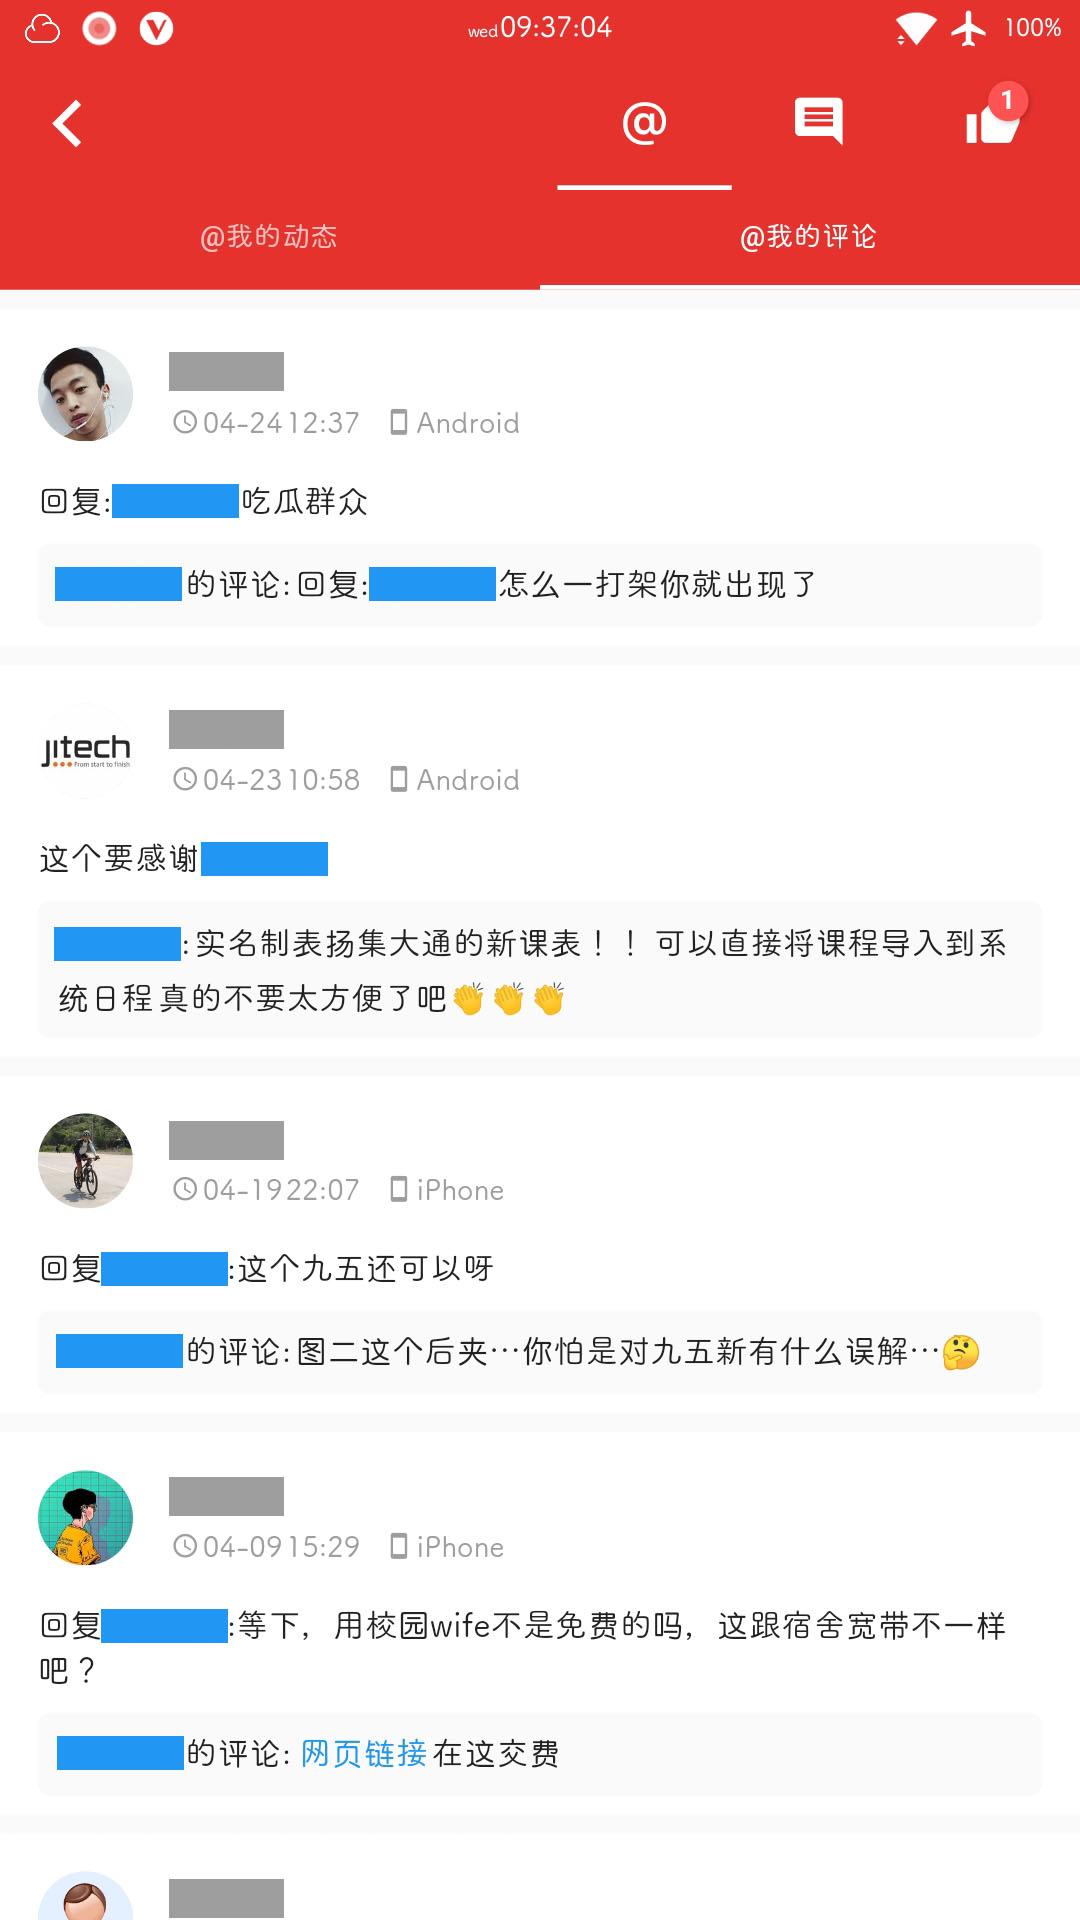 wed 09:37:04
100%
@
1
@我的动态
@我的评论
04-24 12:37 Android
回复:吃瓜群众
的评论:回复:怎么一打架你就出现了
jitech
From start to finish
04-23 10:58 Android
这个要感谢
:实名制表扬集大通的新课表！！可以直接将课程导入到系
统日程真的不要太方便了吧👏👏👏
04-19 22:07 iPhone
回复:这个九五还可以呀
的评论:图二这个后夹…你怕是对九五新有什么误解…🤔
04-09 15:29 iPhone
回复:等下，用校园wife不是免费的吗，这跟宿舍宽带不一样
吧？
的评论: 网页链接 在这交费